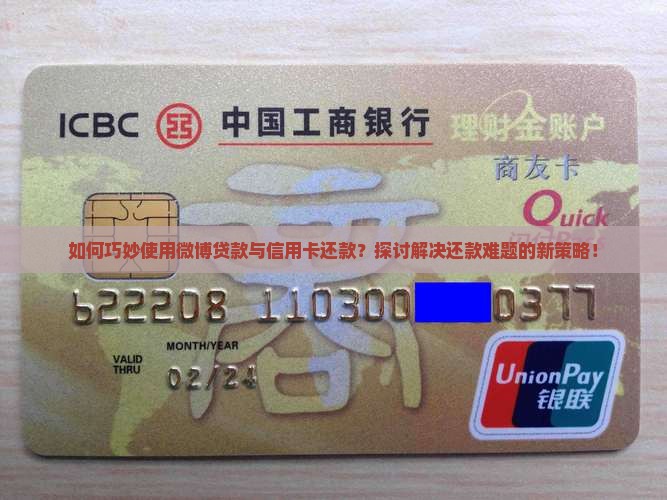 ICBC 中国工商银行
理财金账户
商友卡
Quick
如何巧妙使用微博贷款与信用卡还款？探讨解决还款难题的新策略！
622208 110300 0377
MONTH/YEAR
VALID THRU
02/24
UnionPay
银联